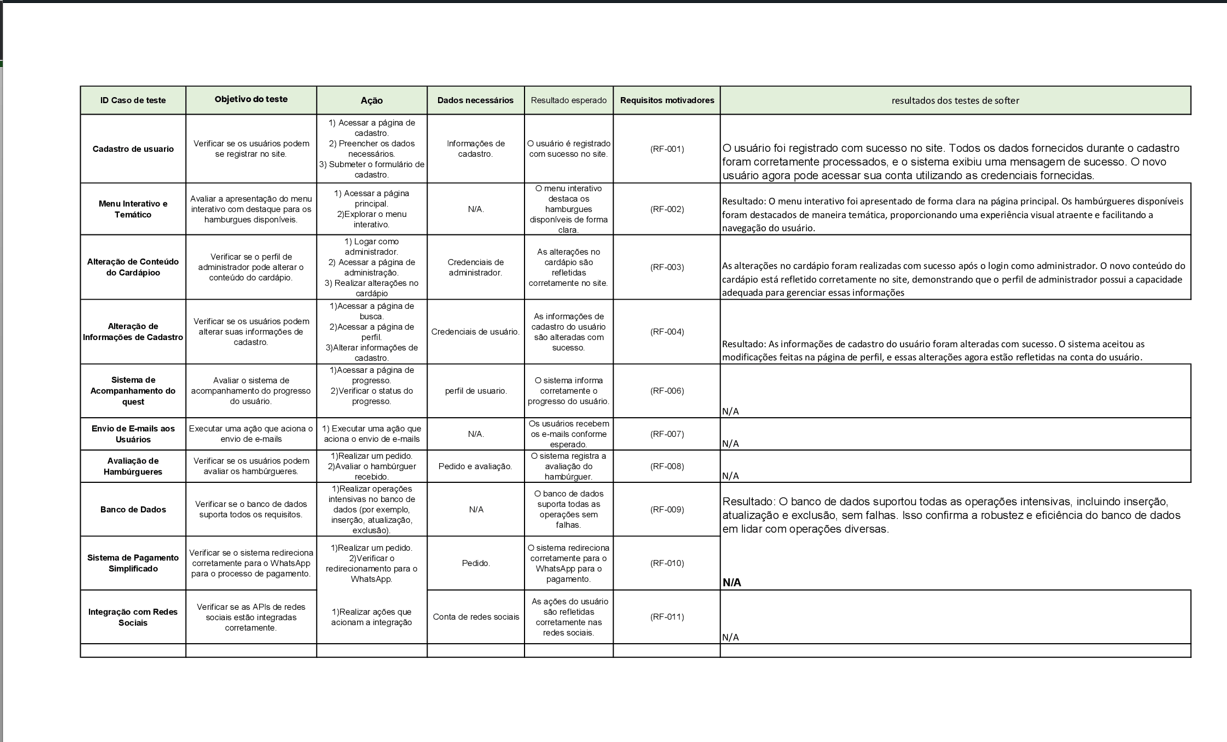 ID Caso de teste
Objetivo do teste
Ação
Dados necessários
Resultado esperado
Requisitos motivadores
resultados dos testes de softer
Cadastro de usuario
Verificar se os usuários podem
se registrar no site.
1) Acessar a página de
cadastro.
2) Preencher os dados
necessários.
3) Submeter o formulário de
cadastro.
Informações de
cadastro.
O usuário é registrado
com sucesso no site.
(RF-001)
O usuário foi registrado com sucesso no site. Todos os dados fornecidos durante o cadastro
foram corretamente processados, e o sistema exibiu uma mensagem de sucesso. O novo
usuário agora pode acessar sua conta utilizando as credenciais fornecidas.
Menu Interativo e
Temático
Avaliar a apresentação do menu
interativo com destaque para os
hamburgues disponíveis.
1) Acessar a página
principal.
2)Explorar o menu
interativo.
N/A.
O menu interativo
destaca os
hamburgues
disponíveis de forma
clara.
(RF-002)
Resultado: O menu interativo foi apresentado de forma clara na página principal. Os hambúrgueres disponíveis
foram destacados de maneira temática, proporcionando uma experiência visual atraente e facilitando a
navegação do usuário.
Alteração de Conteúdo
do Cardápioo
Verificar se o perfil de
administrador pode alterar o
conteúdo do cardápio.
1) Logar como
administrador.
2) Acessar a página de
administração.
3) Realizar alterações no
cardápio
Credenciais de
administrador.
As alterações no
cardápio são
refletidas
corretamente no site.
(RF-003)
As alterações no cardápio foram realizadas com sucesso após o login como administrador. O novo conteúdo do
cardápio está refletido corretamente no site, demonstrando que o perfil de administrador possui a capacidade
adequada para gerenciar essas informações
Alteração de
Informações de Cadastro
Verificar se os usuários podem
alterar suas informações de
cadastro.
1)Acessar a página de
busca.
2)Acessar a página de
perfil.
3)Alterar informações de
cadastro.
Credenciais de usuário.
As informações de
cadastro do usuário
são alteradas com
sucesso.
(RF-004)
Resultado: As informações de cadastro do usuário foram alteradas com sucesso. O sistema aceitou as
modificações feitas na página de perfil, e essas alterações agora estão refletidas na conta do usuário.
Sistema de
Acompanhamento do
quest
Avaliar o sistema de
acompanhamento do progresso
do usuário.
1)Acessar a página de
progresso.
2)Verificar o status do
progresso.
perfil de usuario.
O sistema informa
corretamente o
progresso do usuário.
(RF-006)
N/A
Envio de E-mails aos
Usuários
Executar uma ação que aciona o
envio de e-mails
1) Executar uma ação que
aciona o envio de e-mails
N/A.
Os usuários recebem
os e-mails conforme
esperado.
(RF-007)
N/A
Avaliação de
Hambúrgueres
Verificar se os usuários podem
avaliar os hambúrgueres.
1)Realizar um pedido.
2)Avaliar o hambúrguer
recebido.
Pedido e avaliação.
O sistema registra a
avaliação do
hambúrguer.
(RF-008)
N/A
Banco de Dados
Verificar se o banco de dados
suporta todos os requisitos.
1)Realizar operações
intensivas no banco de
dados (por exemplo,
inserção, atualização,
exclusão).
N/A
O banco de dados
suporta todas as
operações sem
falhas.
(RF-009)
Resultado: O banco de dados suportou todas as operações intensivas, incluindo inserção,
atualização e exclusão, sem falhas. Isso confirma a robustez e eficiência do banco de dados
em lidar com operações diversas.
Sistema de Pagamento
Simplificado
Verificar se o sistema redireciona
corretamente para o WhatsApp
para o processo de pagamento.
1)Realizar um pedido.
2)Verificar o
redirecionamento para o
WhatsApp.
Pedido.
O sistema redireciona
corretamente para o
WhatsApp para o
pagamento.
(RF-010)
N/A
Integração com Redes
Sociais
Verificar se as APIs de redes
sociais estão integradas
corretamente.
1)Realizar ações que
acionam a integração
Conta de redes sociais
As ações do usuário
são refletidas
corretamente nas
redes sociais.
(RF-011)
N/A